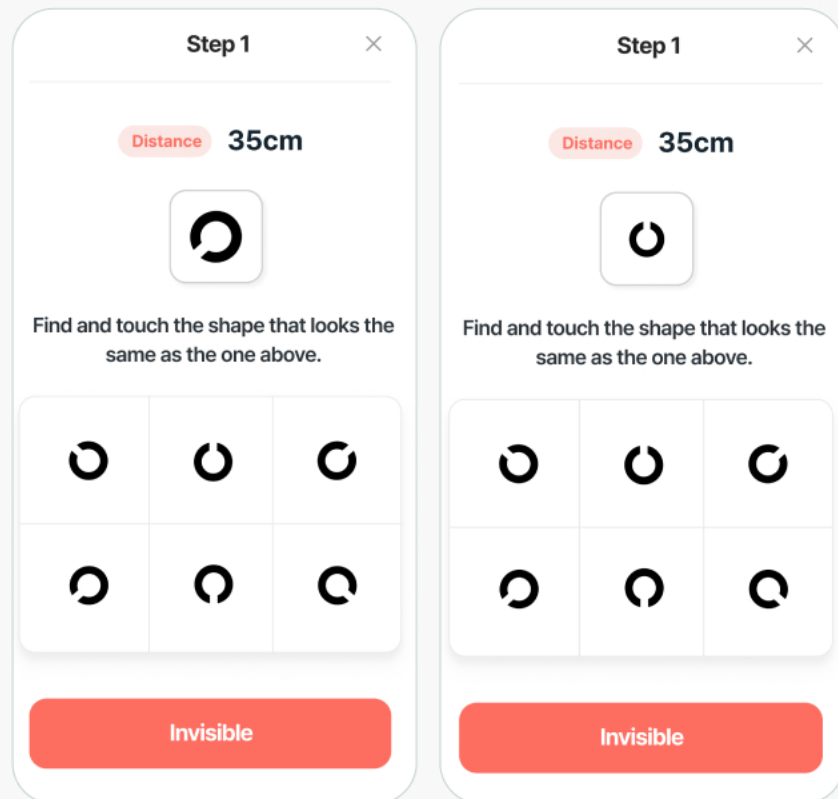 Step 1
Distance 35cm
Find and touch the shape that looks the
same as the one above.
Invisible
Step 1
Distance 35cm
Find and touch the shape that looks the
same as the one above.
Invisible